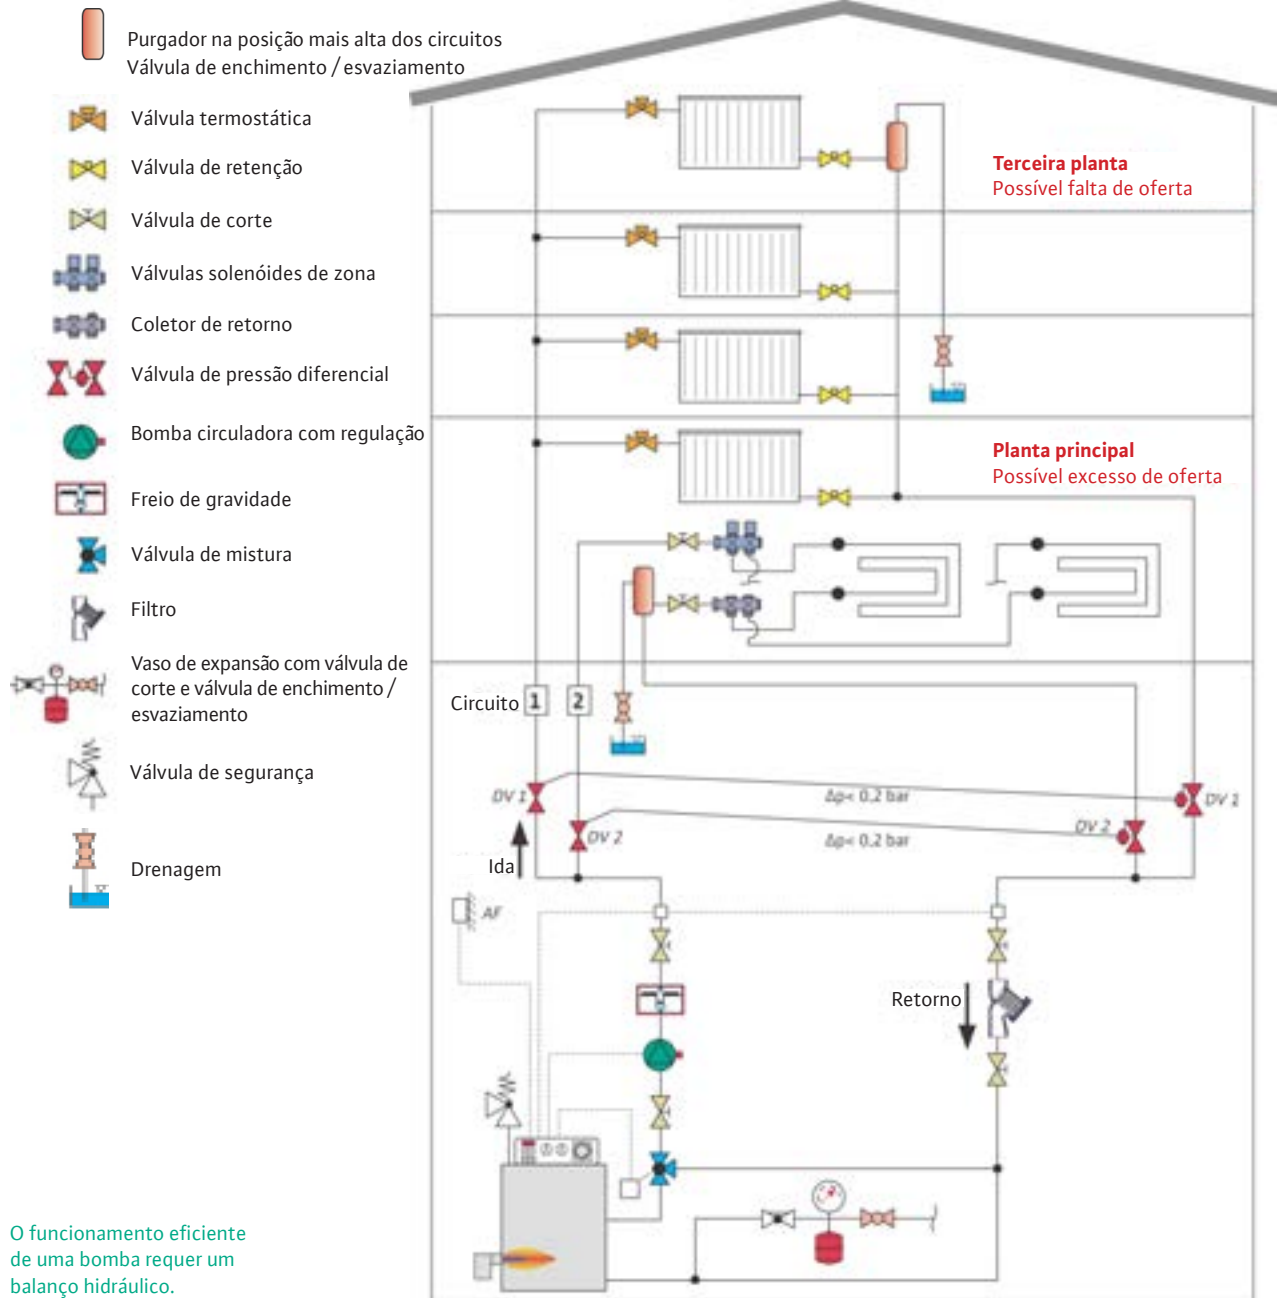 Purgador na posição mais alta dos circuitos
Válvula de enchimento / esvaziamento
Válvula termostática
Válvula de retenção
Válvula de corte
Válvulas solenóides de zona
Coletor de retorno
Válvula de pressão diferencial
Bomba circuladora com regulação
Freio de gravidade
Válvula de mistura
Filtro
Vaso de expansão com válvula de
corte e válvula de enchimento /
esvaziamento
Válvula de segurança
Drenagem
O funcionamento eficiente
de uma bomba requer um
balanço hidráulico.
Terceira planta
Possível falta de oferta
Planta principal
Possível excesso de oferta
Circuito 1 2
DV 1
Δp< 0,2 bar
DV 1
DV 2
Δp< 0,2 bar
DV 2
Ida
AF
Retorno